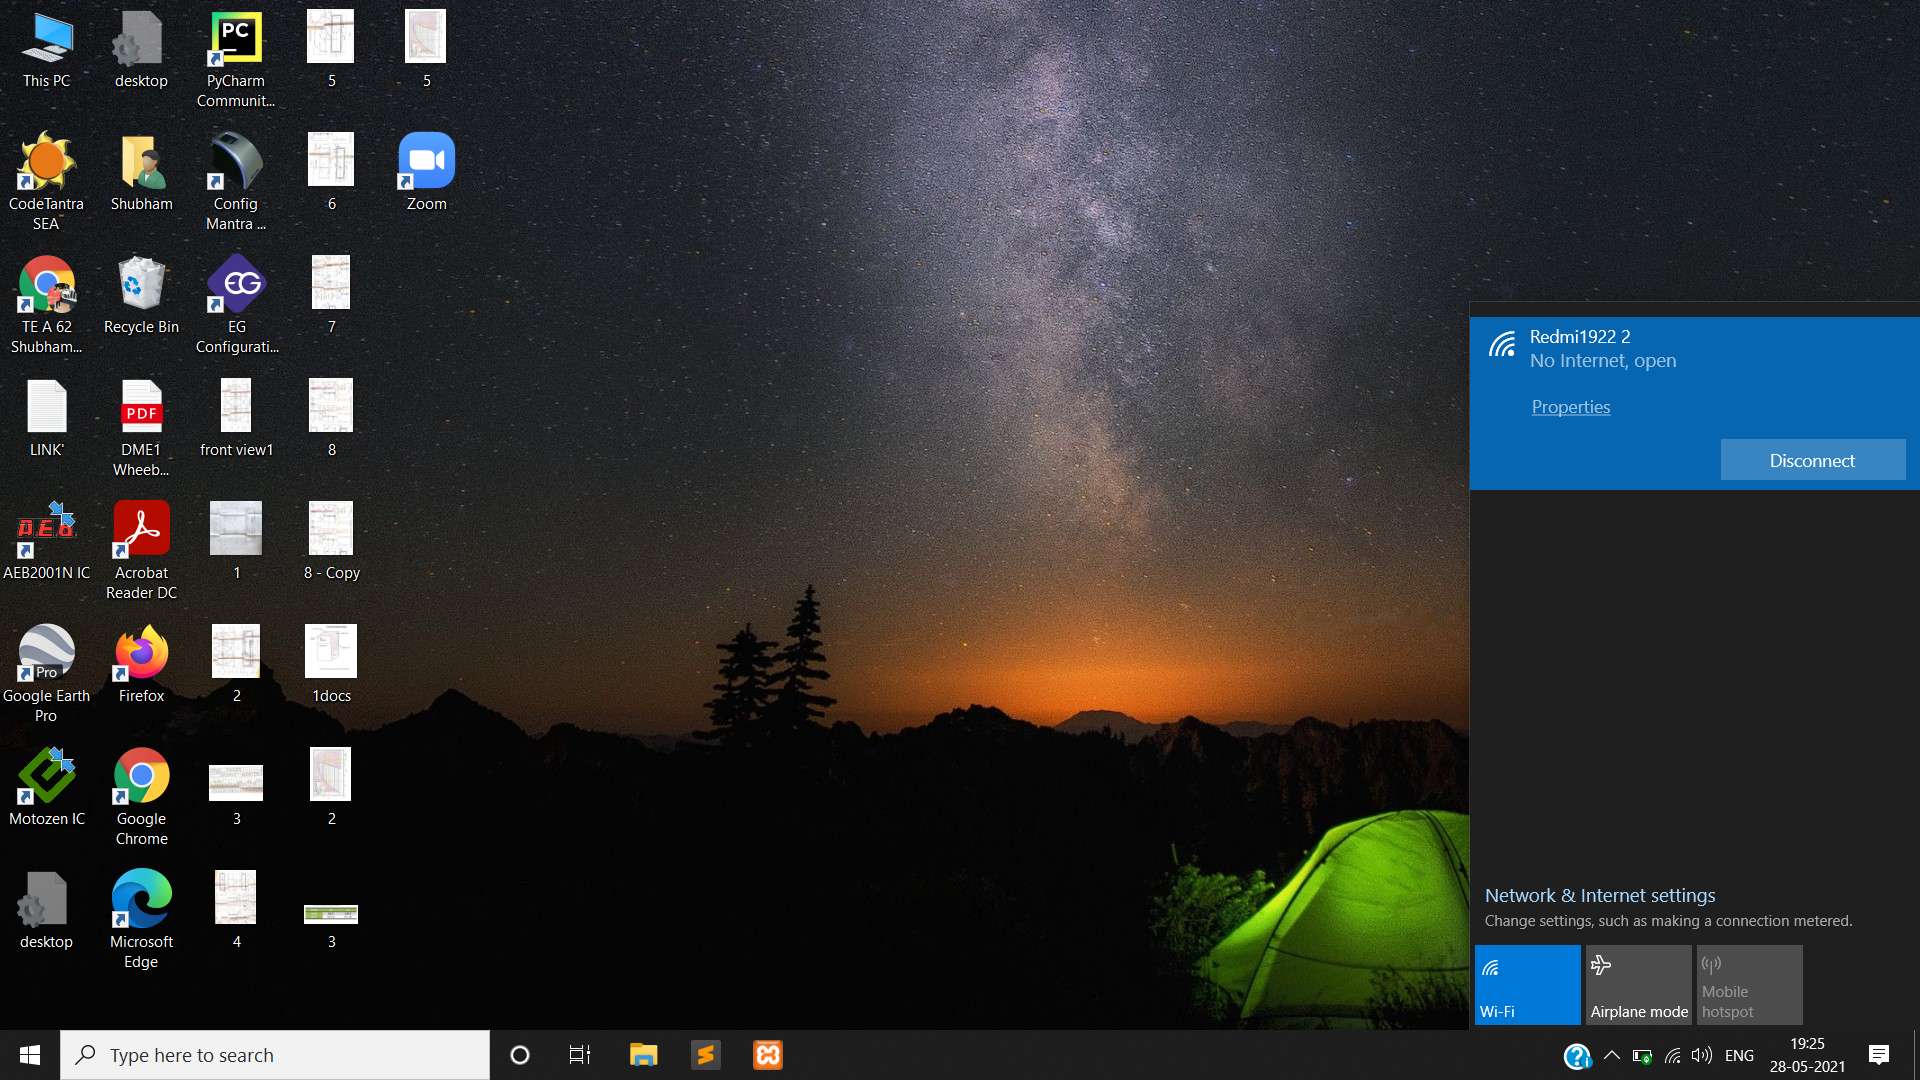 This PC
desktop
PC
PyCharm
Communit...
5
5
CodeTantra
SEA
Shubham
Config
Mantra ...
6
Zoom
TE A 62
Shubham...
Recycle Bin
EG
EG
Configurati...
7
LINK'
PDF
DME1
Wheeb...
front view1
8
AEB
AEB2001N IC
Acrobat
Reader DC
1
8 - Copy
Pro
Google Earth
Pro
Firefox
2
1docs
Motozen IC
Google
Chrome
3
2
desktop
Microsoft
Edge
4
3
Redmi1922 2
No Internet, open
Properties
Disconnect
Network & Internet settings
Change settings, such as making a connection metered.
Wi-Fi
Airplane mode
Mobile
hotspot
Type here to search
ENG
19:25
28-05-2021